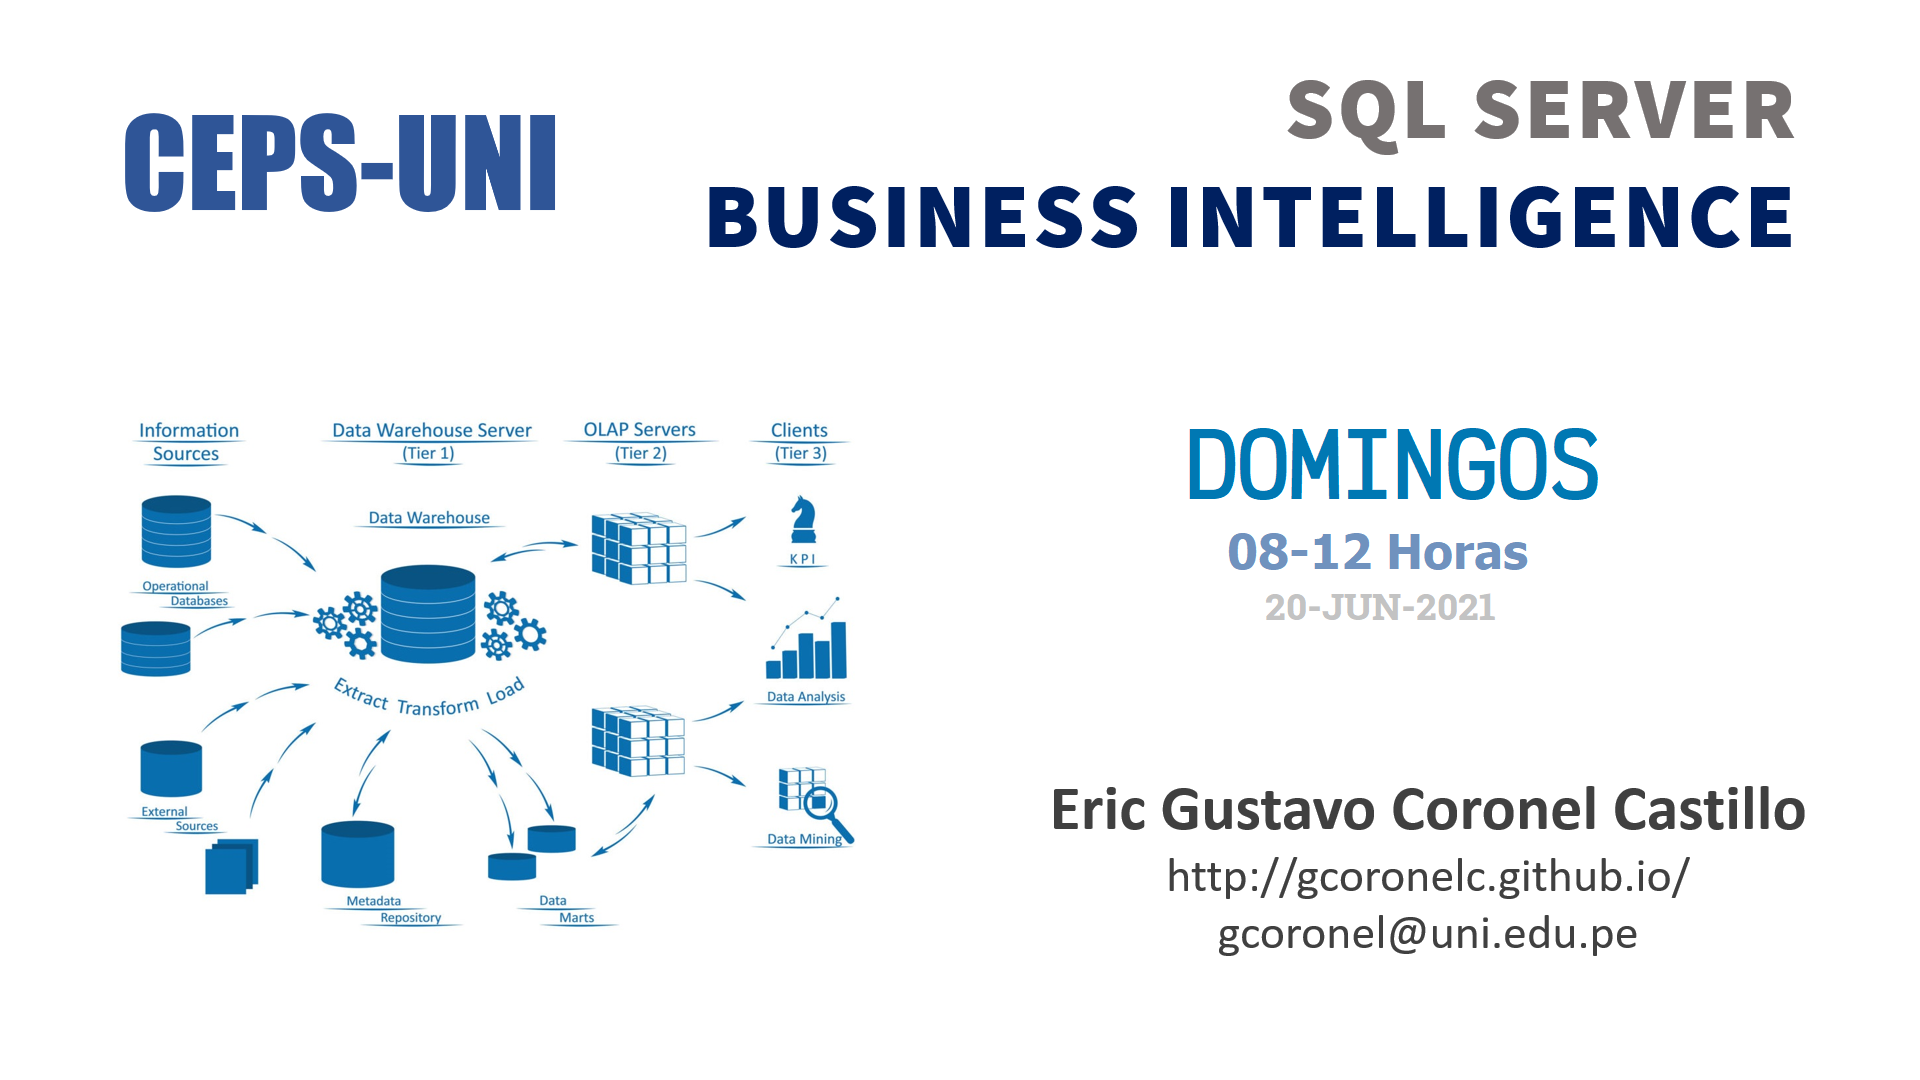 CEPS-UNI
SQL SERVER
BUSINESS INTELLIGENCE
Information
Sources
Data Warehouse Server
(Tier 1)
OLAP Servers
(Tier 2)
Clients
(Tier 3)
Data Warehouse
KPI
Operational
Databases
Extract Transform Load
Data Analysis
External
Sources
Data Mining
Metadata
Repository
Data
Marts
DOMINGOS
08-12 Horas
20-JUN-2021
Eric Gustavo Coronel Castillo
http://gcoronelc.github.io/
gcoronel@uni.edu.pe